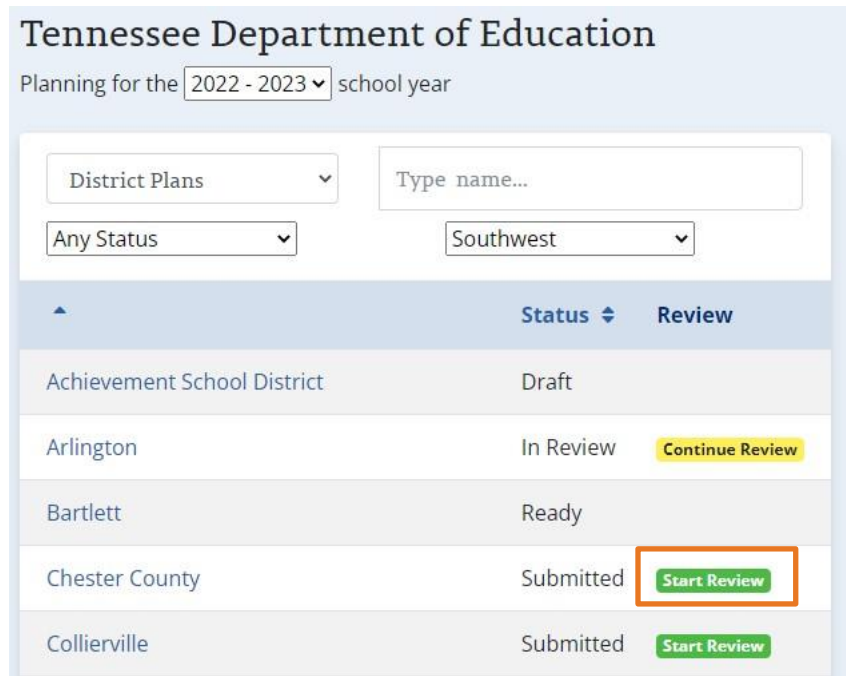 Tennessee Department of Education
Planning for the 2022 - 2023 school year
District Plans Type name...
Any Status Southwest
Status Review
Achievement School District Draft
Arlington In Review Continue Review
Bartlett Ready
Chester County Submitted Start Review
Collierville Submitted Start Review